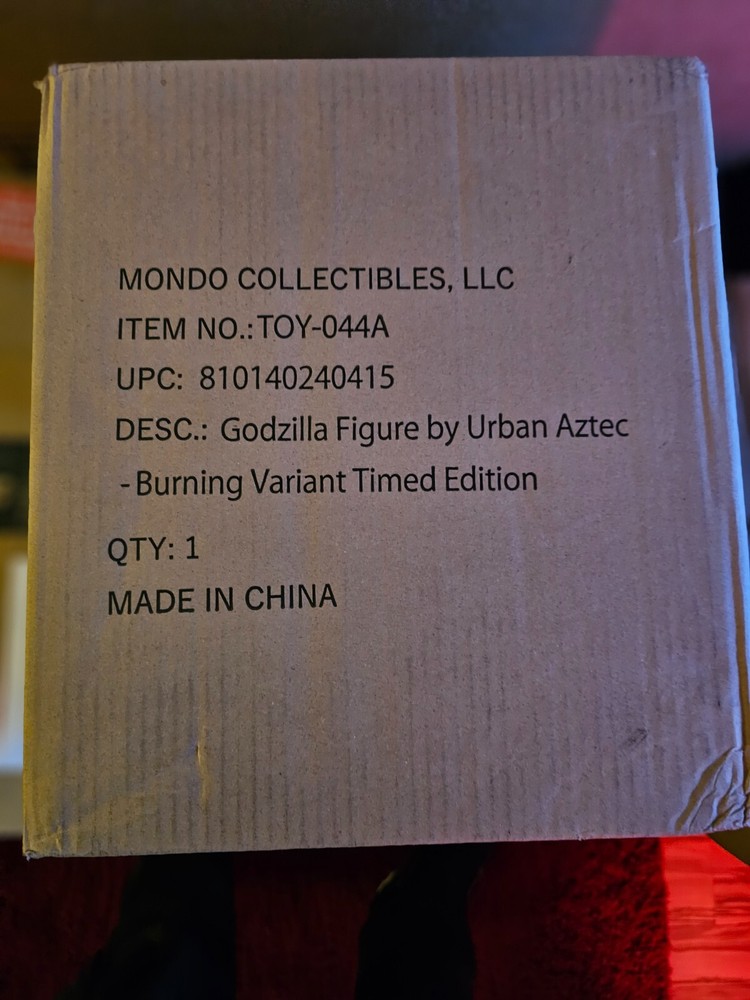 MONDO COLLECTIBLES, LLC
ITEM NO.: TOY-044A
UPC: 810140240415
DESC.: Godzilla Figure by Urban Aztec
- Burning Variant Timed Edition
QTY: 1
MADE IN CHINA